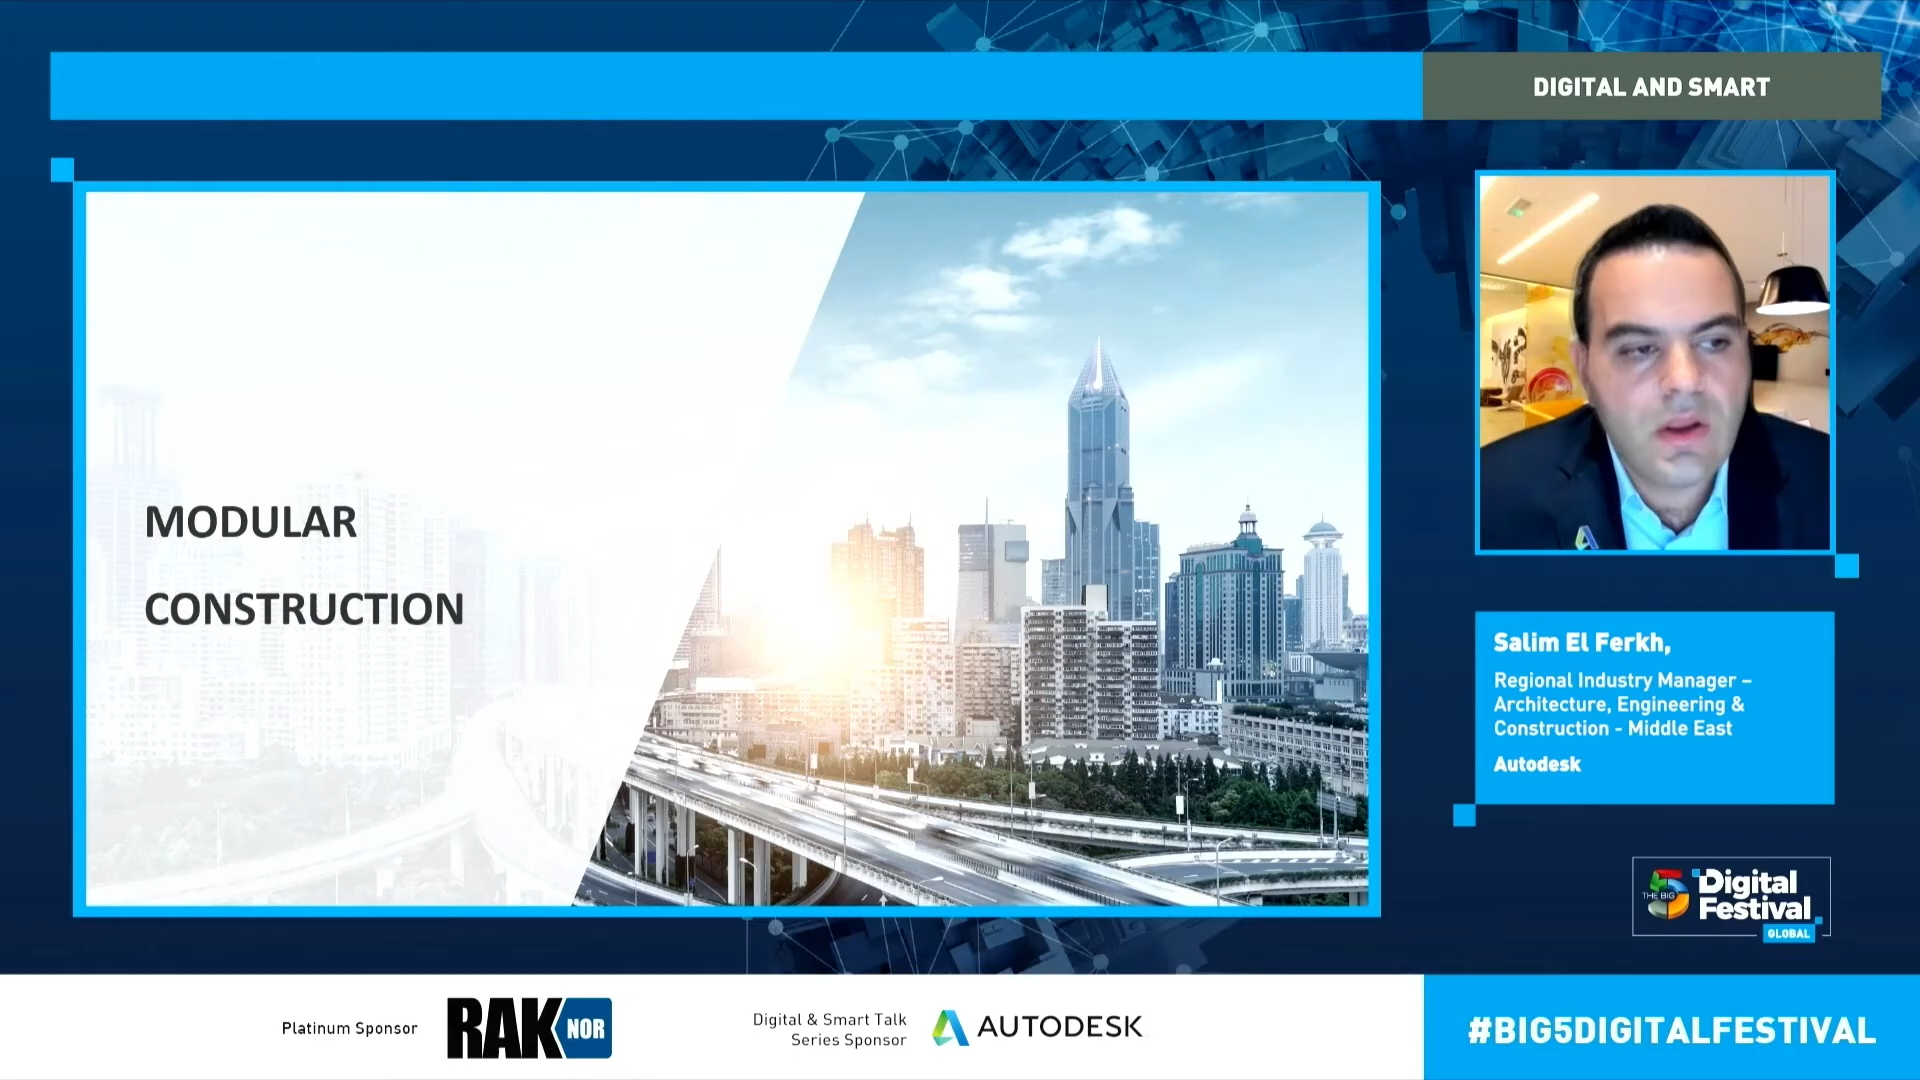 DIGITAL AND SMART
MODULAR
CONSTRUCTION
Salim El Ferkh,
Regional Industry Manager –
Architecture, Engineering &
Construction - Middle East
Autodesk
THE BIG 5
Digital
Festival
GLOBAL
Platinum Sponsor
RAK NOR
Digital & Smart Talk
Series Sponsor
AUTODESK
#BIG5DIGITALFESTIVAL